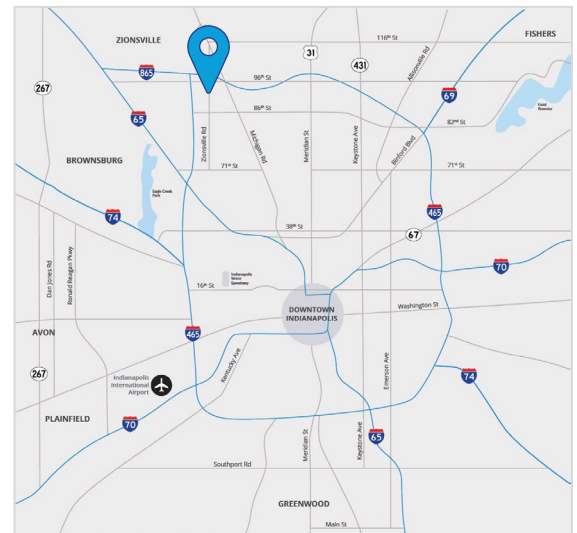 ZIONSVILLE
116th St
FISHERS
31
431
Allisonville Rd
865
96th St
267
69
65
86th St
82nd St
Geist
Reservoir
Zionsville Rd
Michigan Rd
Meridian St
Keystone Ave
Binford Blvd
BROWNSBURG
71st St
71st St
Eagle Creek
Park
74
465
38th St
67
70
Dan Jones Rd
Ronald Reagan Pkwy
Indianapolis
Motor
Speedway
16th St
DOWNTOWN
INDIANAPOLIS
Washington St
AVON
465
267
Kentucky Ave
Emerson Ave
74
Indianapolis
International
Airport
PLAINFIELD
70
Meridian St
Keystone Ave
65
Southport Rd
GREENWOOD
Main St